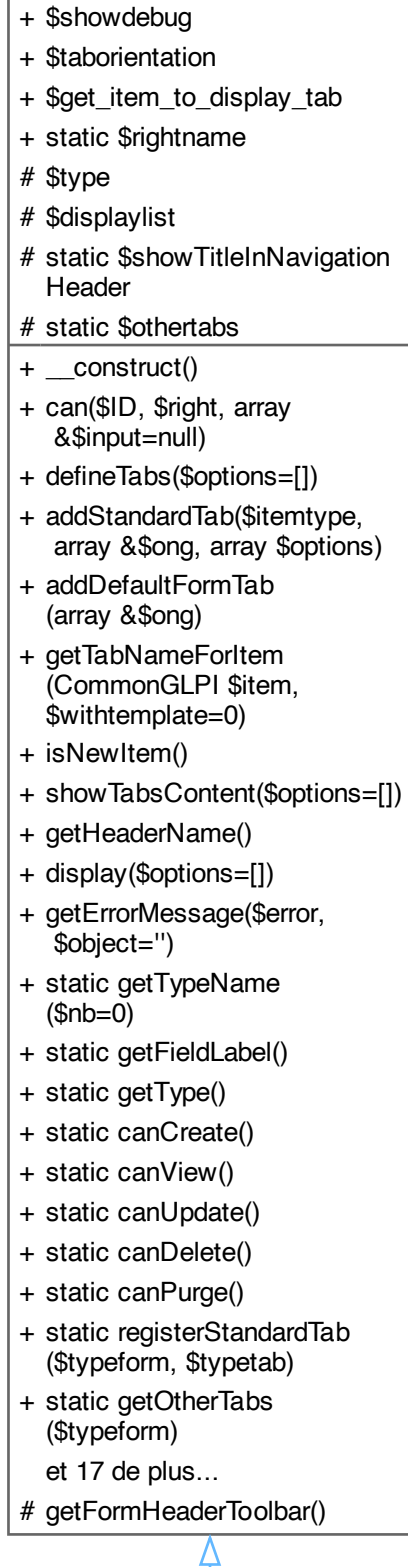 + $showdebug
+ $taborientation
+ $get_item_to_display_tab
+ static $rightname
# $type
# $displaylist
# static $showTitleInNavigation
Header
# static $othertabs
+ __construct()
+ can($ID, $right, array
&$input=null)
+ defineTabs($options=[])
+ addStandardTab($itemtype,
array &$ong, array $options)
+ addDefaultFormTab
(array &$ong)
+ getTabNameForItem
(CommonGLPI $item,
$withtemplate=0)
+ isNewItem()
+ showTabsContent($options=[])
+ getHeaderName()
+ display($options=[])
+ getErrorMessage($error,
$object='')
+ static getTypeName
($nb=0)
+ static getFieldLabel()
+ static getType()
+ static canCreate()
+ static canView()
+ static canUpdate()
+ static canDelete()
+ static canPurge()
+ static registerStandardTab
($typeform, $typetab)
+ static getOtherTabs
($typeform)
et 17 de plus...
# getFormHeaderToolbar()